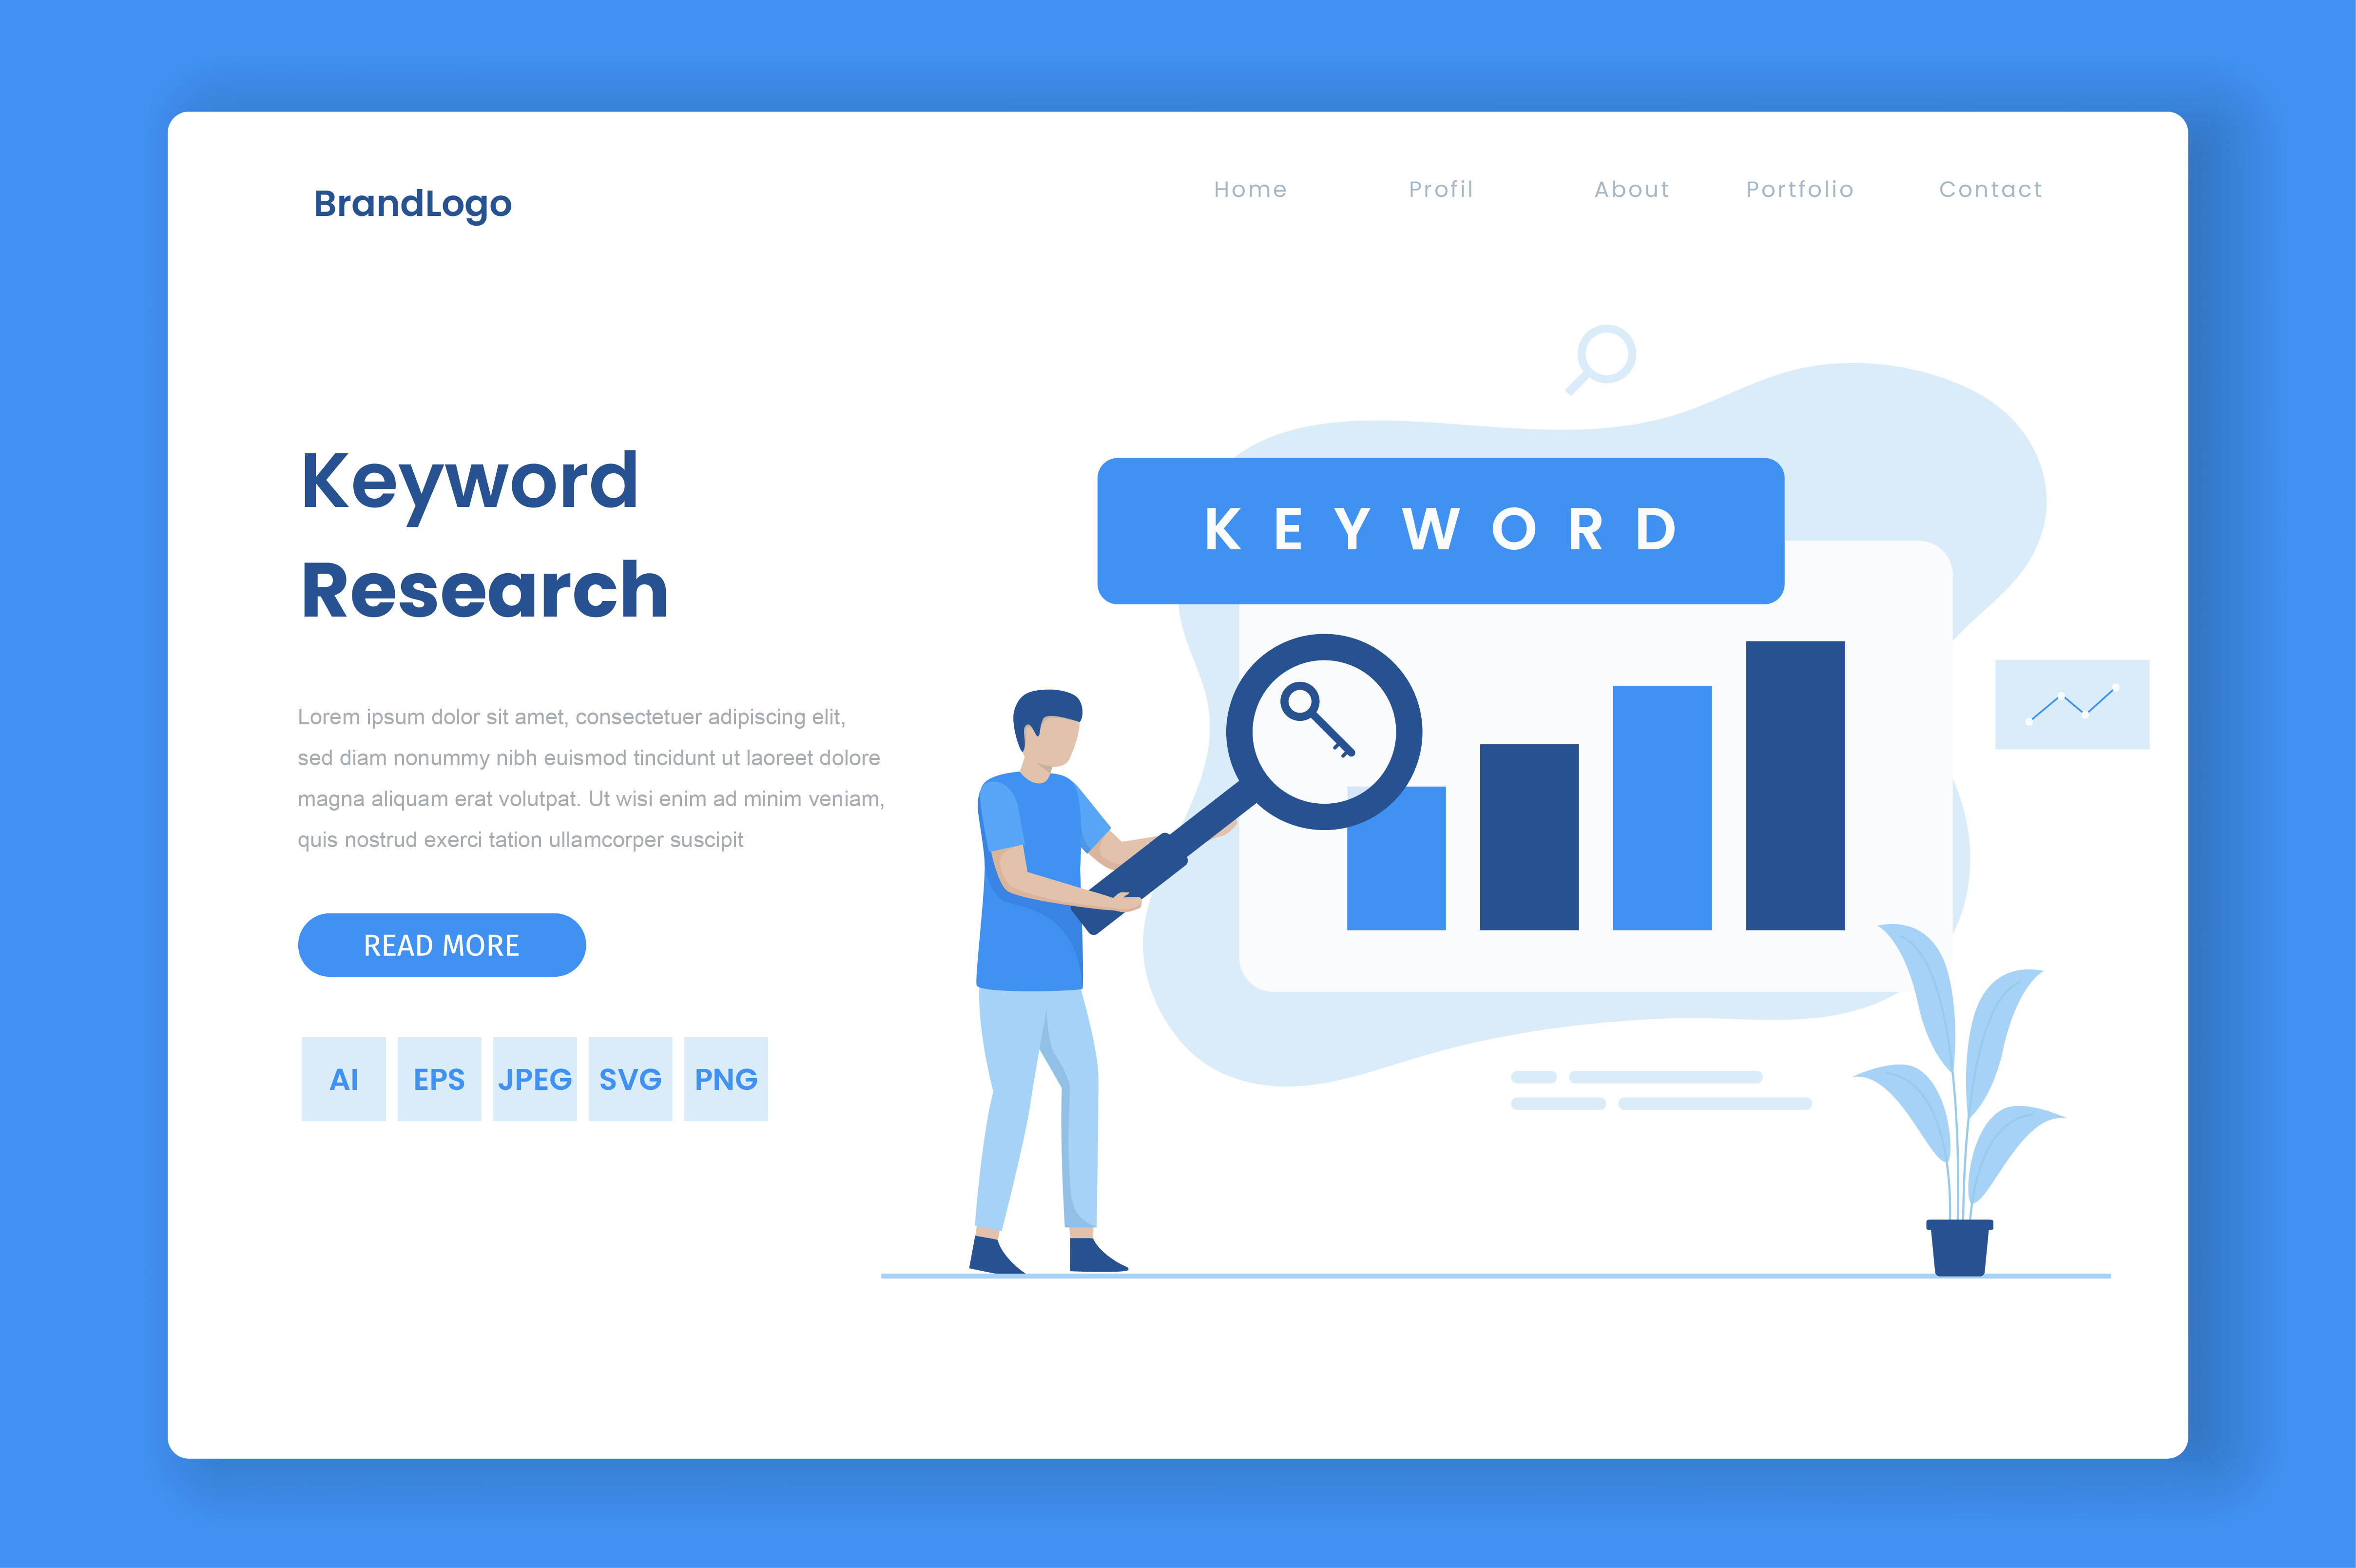 BrandLogo
Home Profil About Portfolio Contact
Keyword
Research
KEYWORD
Lorem ipsum dolor sit amet, consectetuer adipiscing elit,
sed diam nonummy nibh euismod tincidunt ut laoreet dolore
magna aliquam erat volutpat. Ut wisi enim ad minim veniam,
quis nostrud exerci tation ullamcorper suscipit
READ MORE
AI EPS JPEG SVG PNG